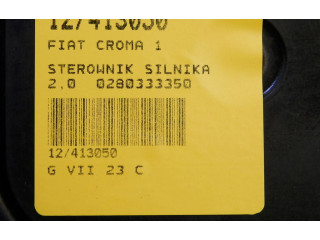 12/413050
FIAT CROMA 1
STEROWNIK SILNIKA
2,0 0280333350
12/413050
G VII 23 C